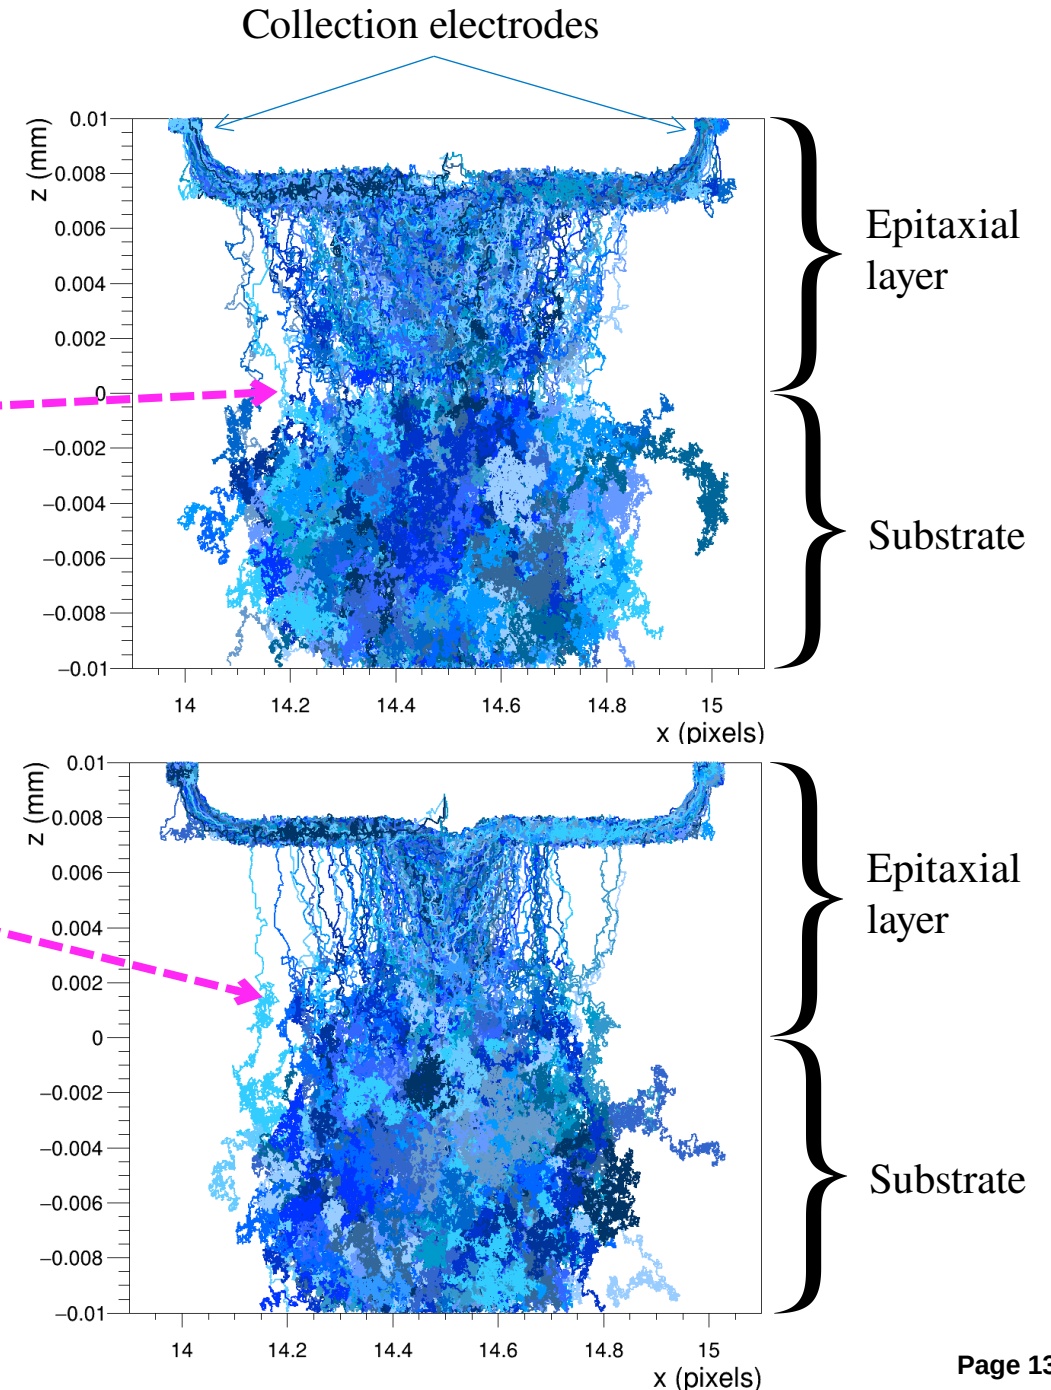 Collection electrodes
z (mm)
0.01
0.008
0.006
0.004
0.002
0
−0.002
−0.004
−0.006
−0.008
−0.01
14
14.2
14.4
14.6
14.8
15
x (pixels)
Epitaxial
layer
Substrate
z (mm)
0.01
0.008
0.006
0.004
0.002
0
−0.002
−0.004
−0.006
−0.008
−0.01
14
14.2
14.4
14.6
14.8
15
x (pixels)
Epitaxial
layer
Substrate
Page 13